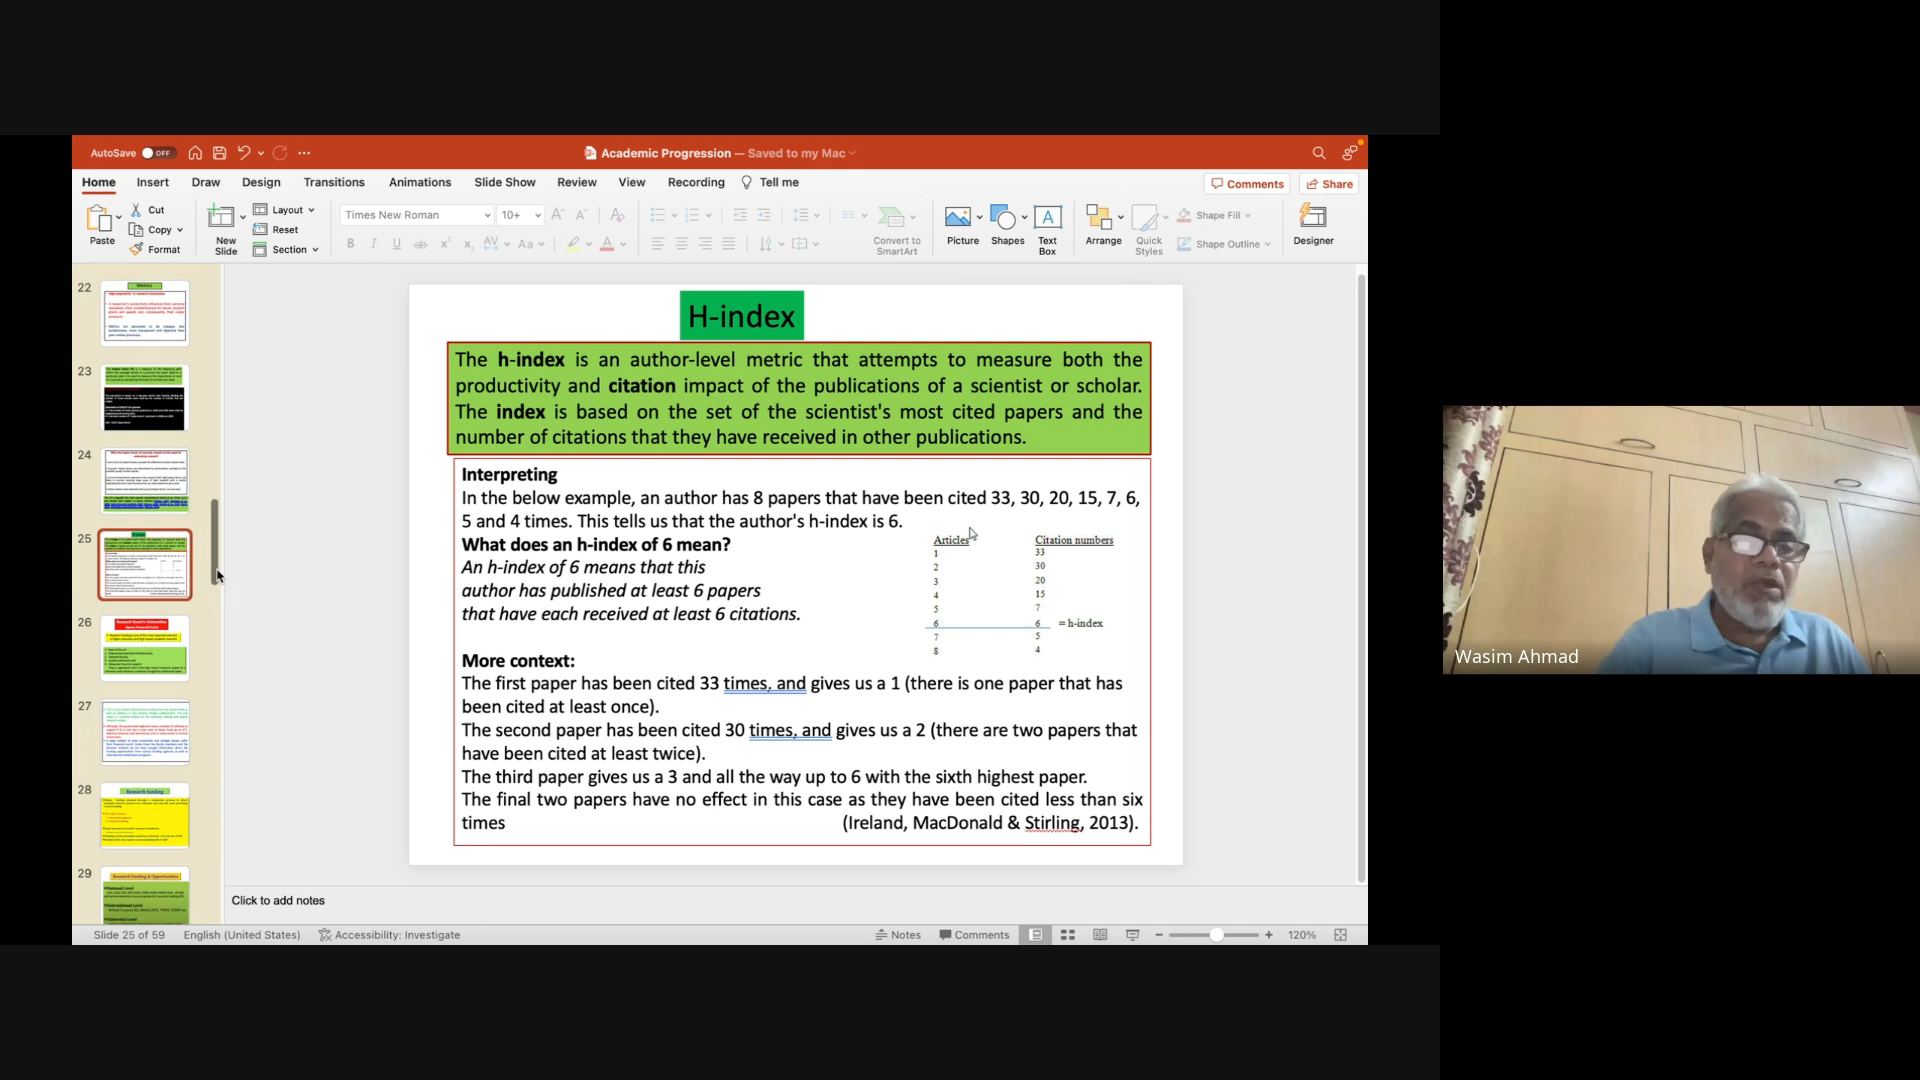 AutoSave OFF
Academic Progression — Saved to my Mac
Home Insert Draw Design Transitions Animations Slide Show Review View Recording Tell me Comments Share
Paste Cut Copy Format
New Slide Layout Reset Section
Times New Roman 10+
Convert to SmartArt
Picture Shapes Text Box Arrange Quick Styles Shape Fill Shape Outline Designer
22
Metrics
23
24
25
26
27
28
29
H-index
The h-index is an author-level metric that attempts to measure both the
productivity and citation impact of the publications of a scientist or scholar.
The index is based on the set of the scientist's most cited papers and the
number of citations that they have received in other publications.
Interpreting
In the below example, an author has 8 papers that have been cited 33, 30, 20, 15, 7, 6,
5 and 4 times. This tells us that the author's h-index is 6.
What does an h-index of 6 mean?
An h-index of 6 means that this
author has published at least 6 papers
that have each received at least 6 citations.
Articles Citation numbers
1 33
2 30
3 20
4 15
5 7
6 6 = h-index
7 5
8 4
More context:
The first paper has been cited 33 times, and gives us a 1 (there is one paper that has
been cited at least once).
The second paper has been cited 30 times, and gives us a 2 (there are two papers that
have been cited at least twice).
The third paper gives us a 3 and all the way up to 6 with the sixth highest paper.
The final two papers have no effect in this case as they have been cited less than six
times (Ireland, MacDonald & Stirling, 2013).
Click to add notes
Slide 25 of 59 English (United States) Accessibility: Investigate Notes Comments 120%
Wasim Ahmad